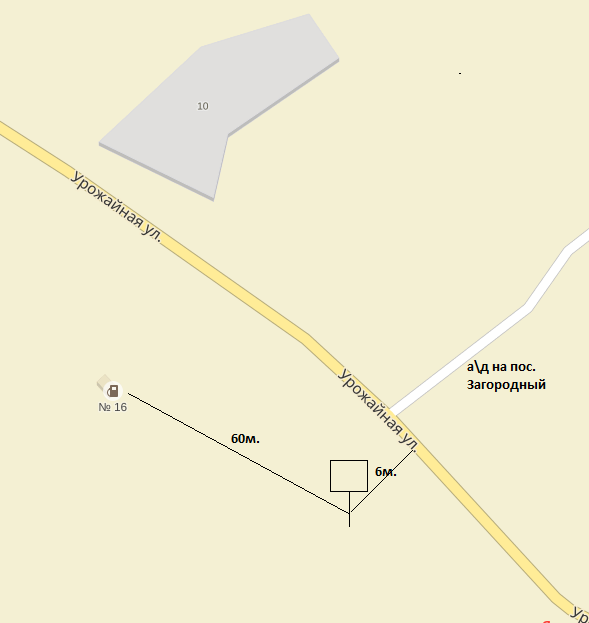 10
Урожайная ул.
а\д на пос.
Загородный
Урожайная ул.
№ 16
60м.
6м.
Ур